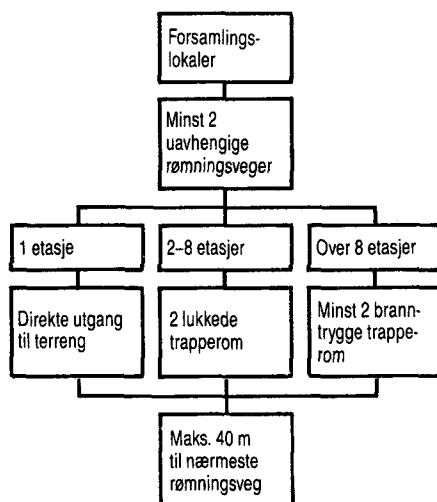 Forsamlings-
lokaler
Minst 2
uavhengige
rømningsveger
1 etasje
2–8 etasjer
Over 8 etasjer
Direkte utgang
til terreng
2 lukkede
trapperom
Minst 2 brann-
trygge trappe-
rom
Maks. 40 m
til nærmeste
rømningsveg